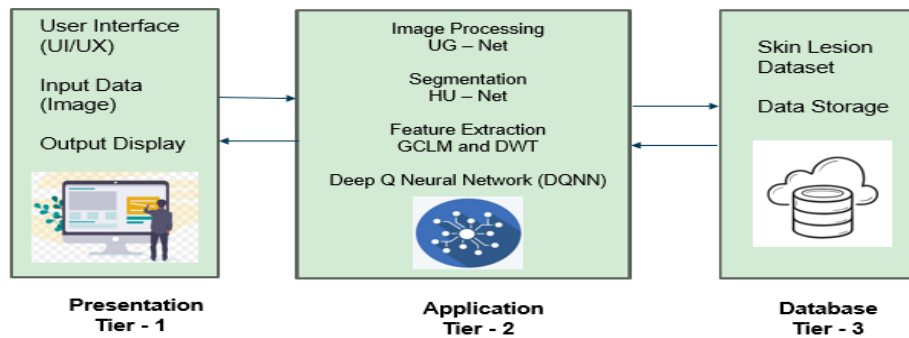 User Interface
(UI/UX)
Input Data
(Image)
Output Display
Image Processing
UG – Net
Segmentation
HU – Net
Feature Extraction
GCLM and DWT
Deep Q Neural Network (DQNN)
Skin Lesion
Dataset
Data Storage
Presentation
Tier - 1
Application
Tier - 2
Database
Tier - 3